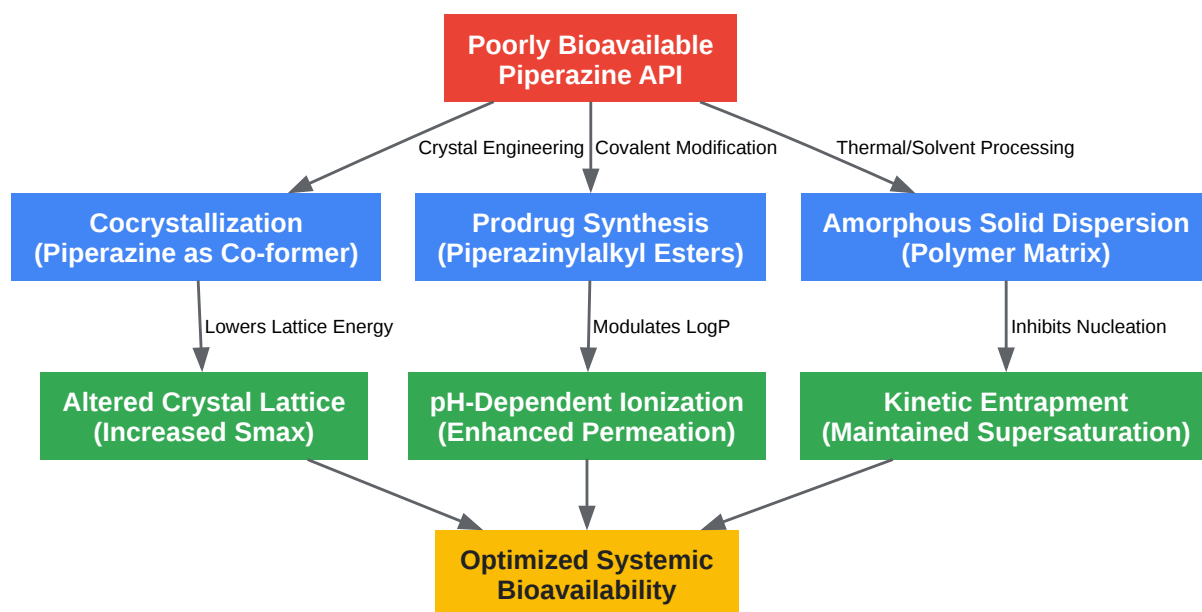 Poorly Bioavailable
Piperazine API
Crystal Engineering
Covalent Modification
Thermal/Solvent Processing
Cocrystallization
(Piperazine as Co-former)
Prodrug Synthesis
(Piperazinylalkyl Esters)
Amorphous Solid Dispersion
(Polymer Matrix)
Lowers Lattice Energy
Modulates LogP
Inhibits Nucleation
Altered Crystal Lattice
(Increased Smax)
pH-Dependent Ionization
(Enhanced Permeation)
Kinetic Entrapment
(Maintained Supersaturation)
Optimized Systemic
Bioavailability